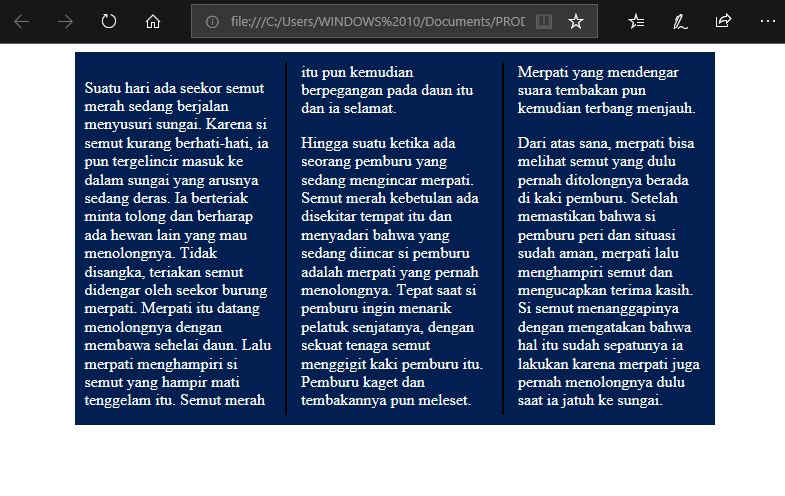 file:///C:/Users/WINDOWS%2010/Documents/PROD
Suatu hari ada seekor semut
merah sedang berjalan
menyusuri sungai. Karena si
semut kurang berhati-hati, ia
pun tergelincir masuk ke
dalam sungai yang arusnya
sedang deras. Ia berteriak
minta tolong dan berharap
ada hewan lain yang mau
menolongnya. Tidak
disangka, teriakan semut
didengar oleh seekor burung
merpati. Merpati itu datang
menolongnya dengan
membawa sehelai daun. Lalu
merpati menghampiri si
semut yang hampir mati
tenggelam itu. Semut merah
itu pun kemudian
berpegangan pada daun itu
dan ia selamat.
Hingga suatu ketika ada
seorang pemburu yang
sedang mengincar merpati.
Semut merah kebetulan ada
disekitar tempat itu dan
menyadari bahwa yang
sedang diincar si pemburu
adalah merpati yang pernah
menolongnya. Tepat saat si
pemburu ingin menarik
pelatuk senjatanya, dengan
sekuat tenaga semut
menggigit kaki pemburu itu.
Pemburu kaget dan
tembakannya pun meleset.
Merpati yang mendengar
suara tembakan pun
kemudian terbang menjauh.
Dari atas sana, merpati bisa
melihat semut yang dulu
pernah ditolongnya berada
di kaki pemburu. Setelah
memastikan bahwa si
pemburu peri dan situasi
sudah aman, merpati lalu
menghampiri semut dan
mengucapkan terima kasih.
Si semut menanggapinya
dengan mengatakan bahwa
hal itu sudah sepatunya ia
lakukan karena merpati juga
pernah menolongnya dulu
saat ia jatuh ke sungai.